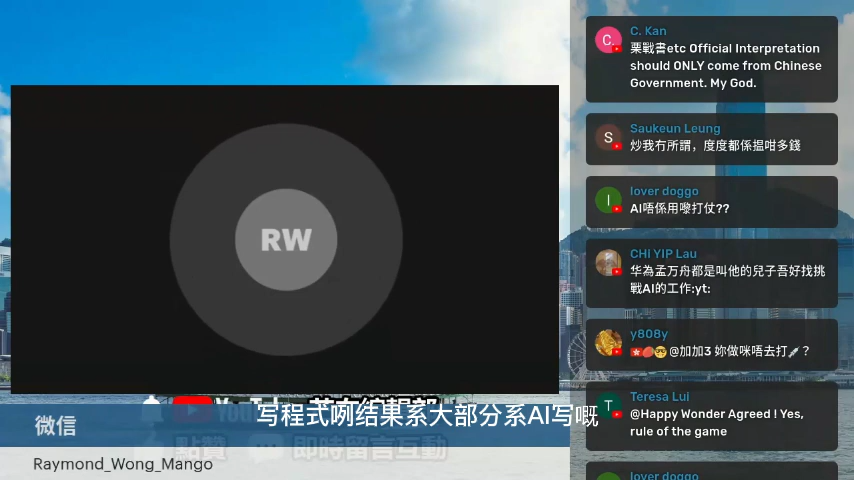 C. Kan
C.
栗戰書etc Official Interpretation
should ONLY come from Chinese
Government. My God.
Saukeun Leung
S
炒我冇所謂，度度都係揾咁多錢
lover doggo
l
AI唔係用嚟打仗??
CHI YIP Lau
华為孟万舟都是叫他的兒子吾好找挑
戰AI的工作:yt:
y808y
@加加3 妳做咪唔去打💉？
Teresa Lui
T
@Happy Wonder Agreed ! Yes,
rule of the game
lover doggo
RW
写程式咧结果系大部分系AI写嘅
微信
點贊
即時留言互動
Raymond_Wong_Mango